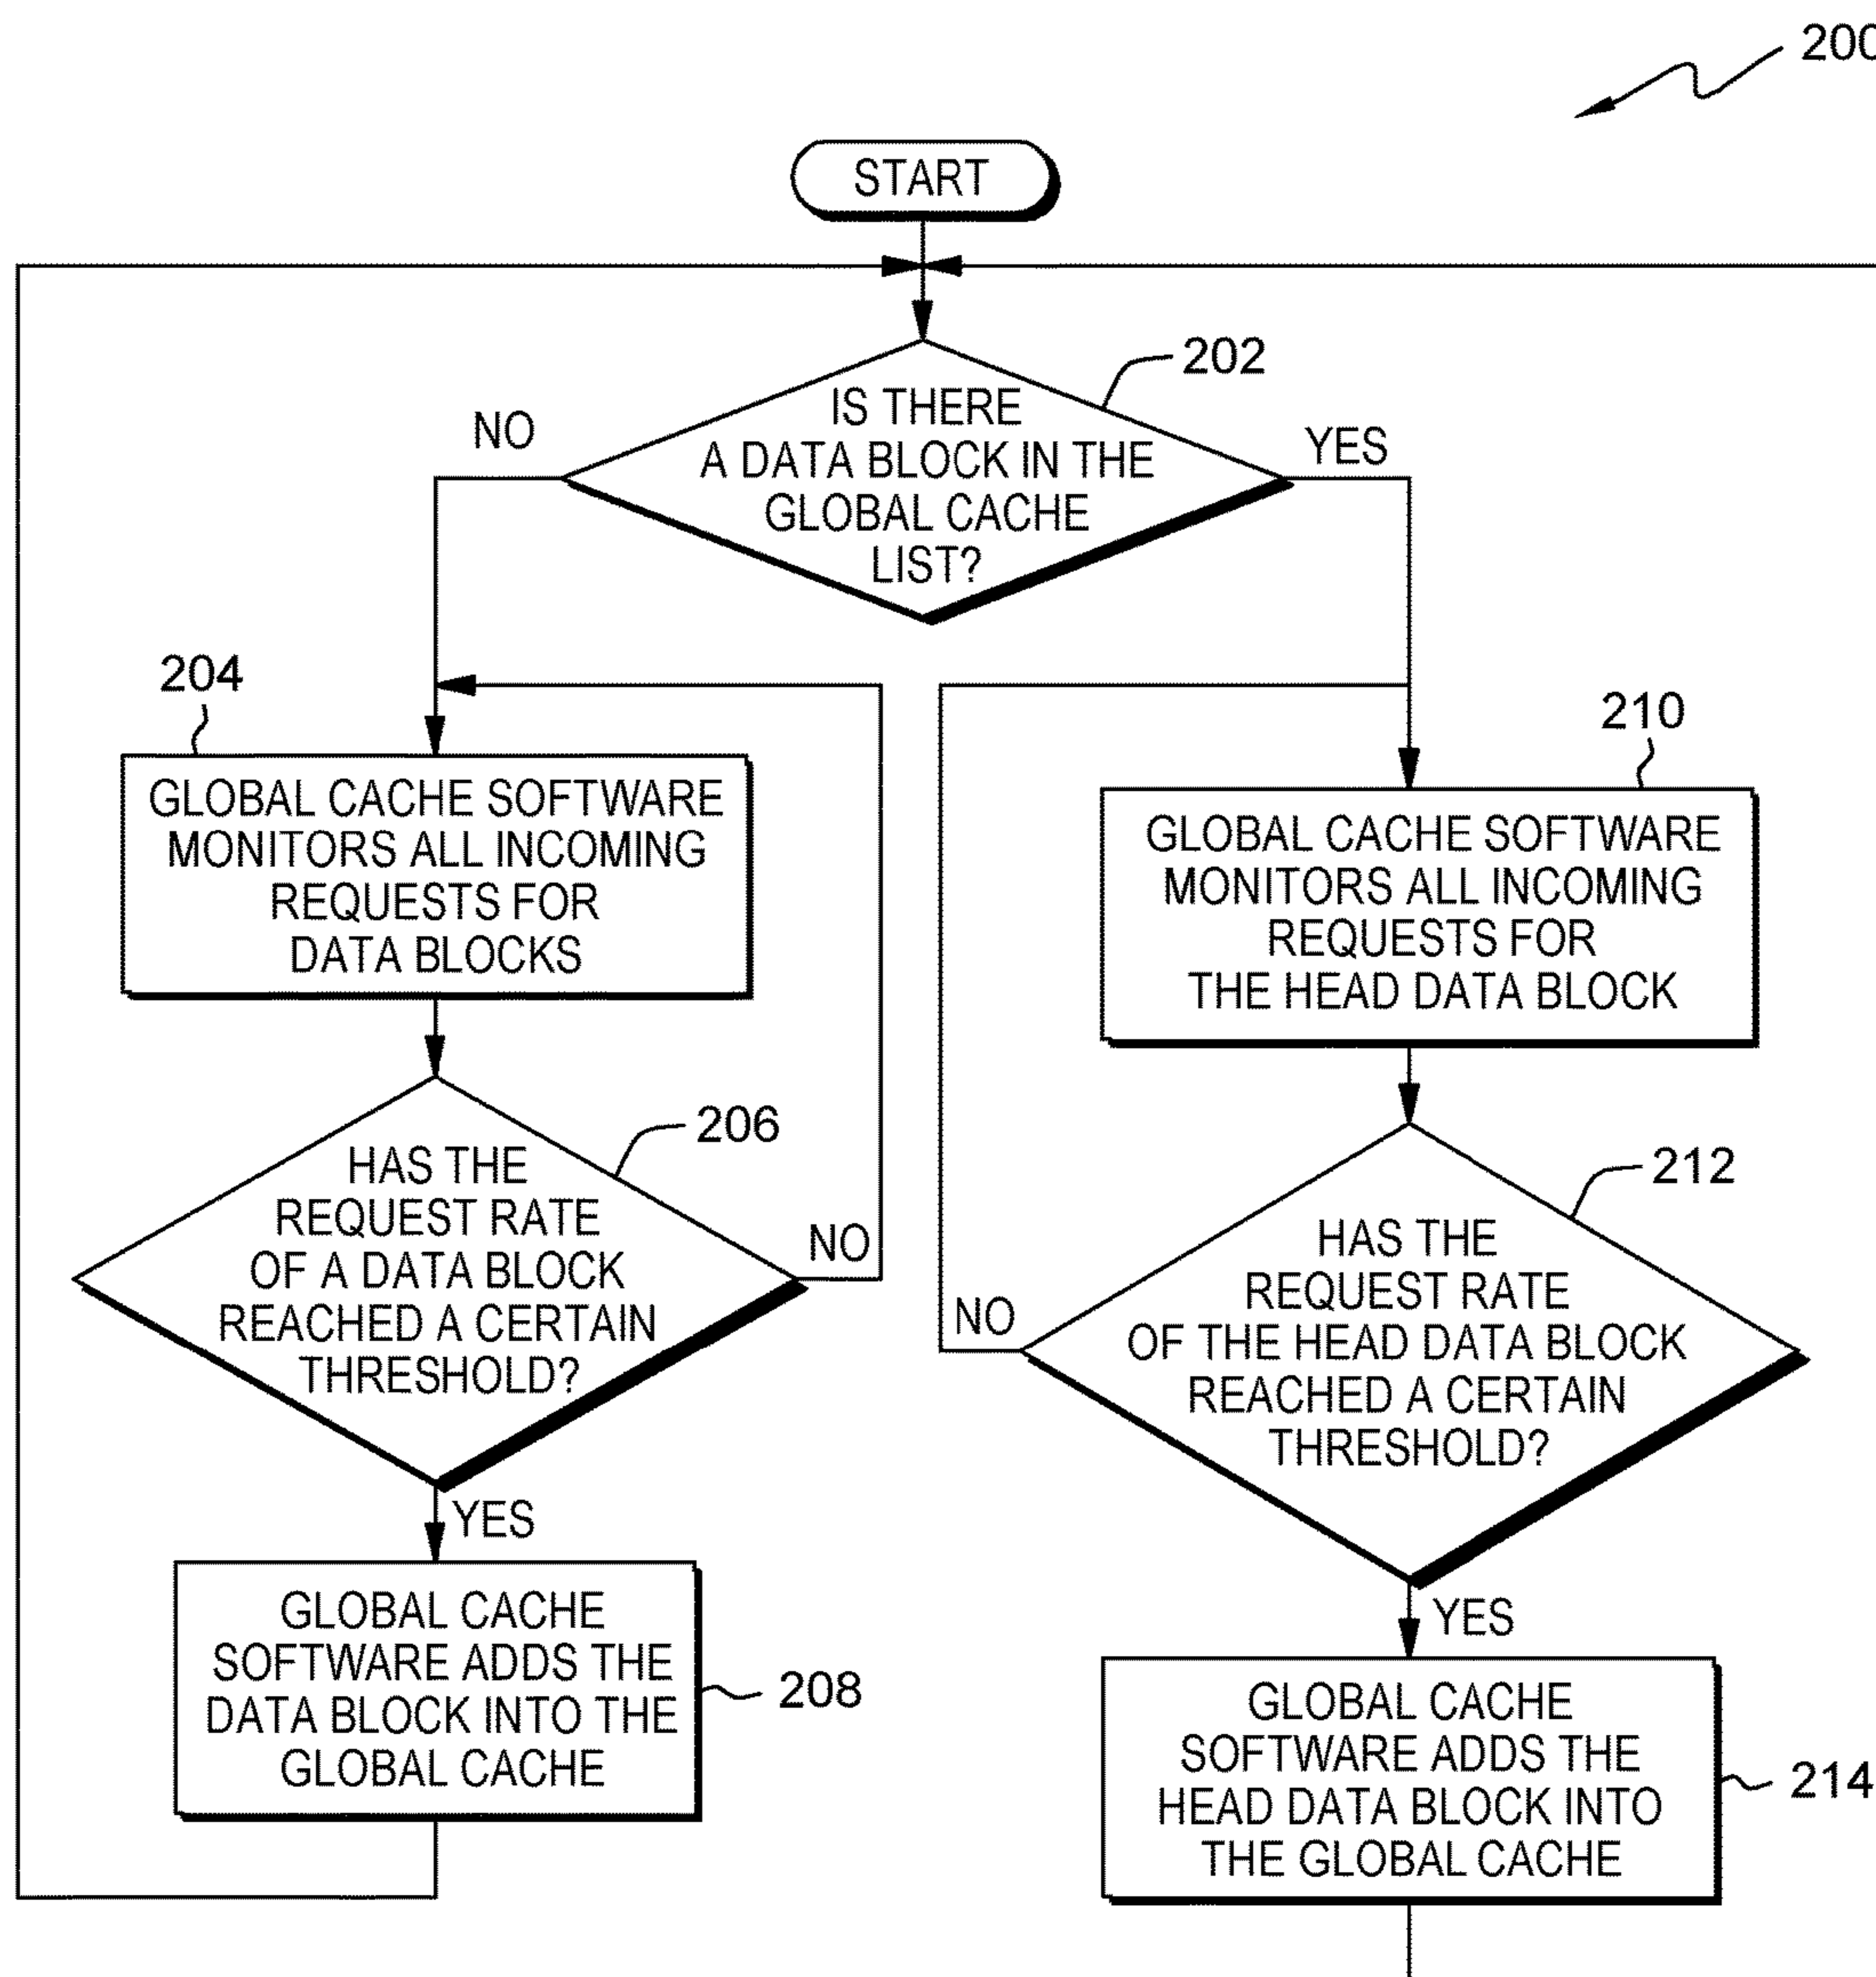 200
START
202
IS THERE
A DATA BLOCK IN THE
GLOBAL CACHE
LIST?
NO
YES
204
GLOBAL CACHE SOFTWARE
MONITORS ALL INCOMING
REQUESTS FOR
DATA BLOCKS
206
HAS THE
REQUEST RATE
OF A DATA BLOCK
REACHED A CERTAIN
THRESHOLD?
NO
YES
GLOBAL CACHE
SOFTWARE ADDS THE
DATA BLOCK INTO THE
GLOBAL CACHE
208
210
GLOBAL CACHE SOFTWARE
MONITORS ALL INCOMING
REQUESTS FOR
THE HEAD DATA BLOCK
212
HAS THE
REQUEST RATE
OF THE HEAD DATA BLOCK
REACHED A CERTAIN
THRESHOLD?
NO
YES
GLOBAL CACHE
SOFTWARE ADDS THE
HEAD DATA BLOCK INTO
THE GLOBAL CACHE
214